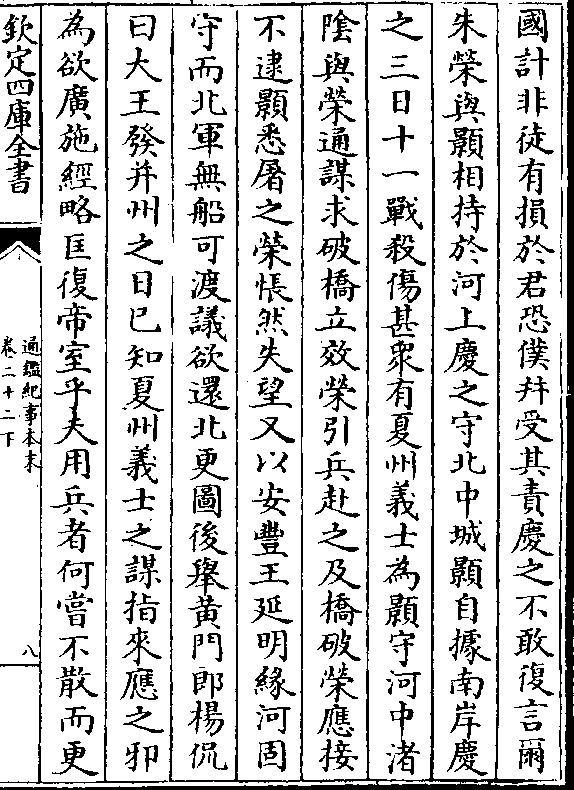 國計非徒有損於君恐僕幷受其責慶之不敢復言爾
朱榮與顥相持於河上慶之守北中城顥自據南岸慶
之三日十一戰殺傷甚衆有夏州義士為顥守河中渚
隂與榮通謀求破橋立效榮引兵赴之及橋破榮應接
不逮顥悉屠之榮悵然失望又以安豐王延明緣河固
守而北軍無船可渡議欲還北更圖後舉黄門郎楊侃
曰大王發并州之日已知夏州義士之謀指來應之邪
為欲廣施經略匡復帝室乎夫用兵者何嘗不散而更
欽定四庫全書
通鑑紀事本末
卷二十二下
八